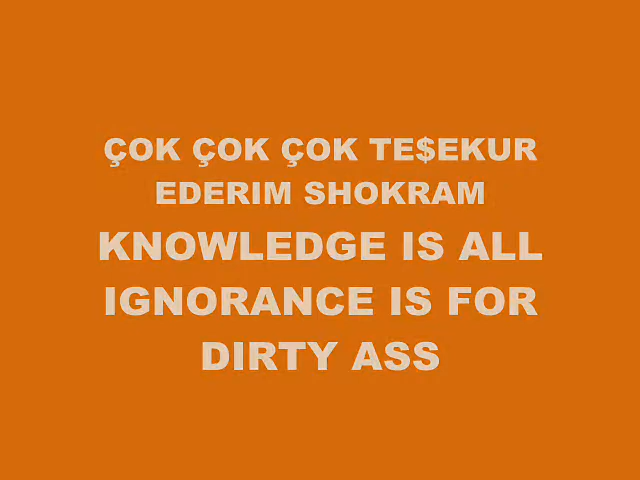 ÇOK ÇOK ÇOK TE$EKUR
EDERIM SHOKRAM
KNOWLEDGE IS ALL
IGNORANCE IS FOR
DIRTY ASS